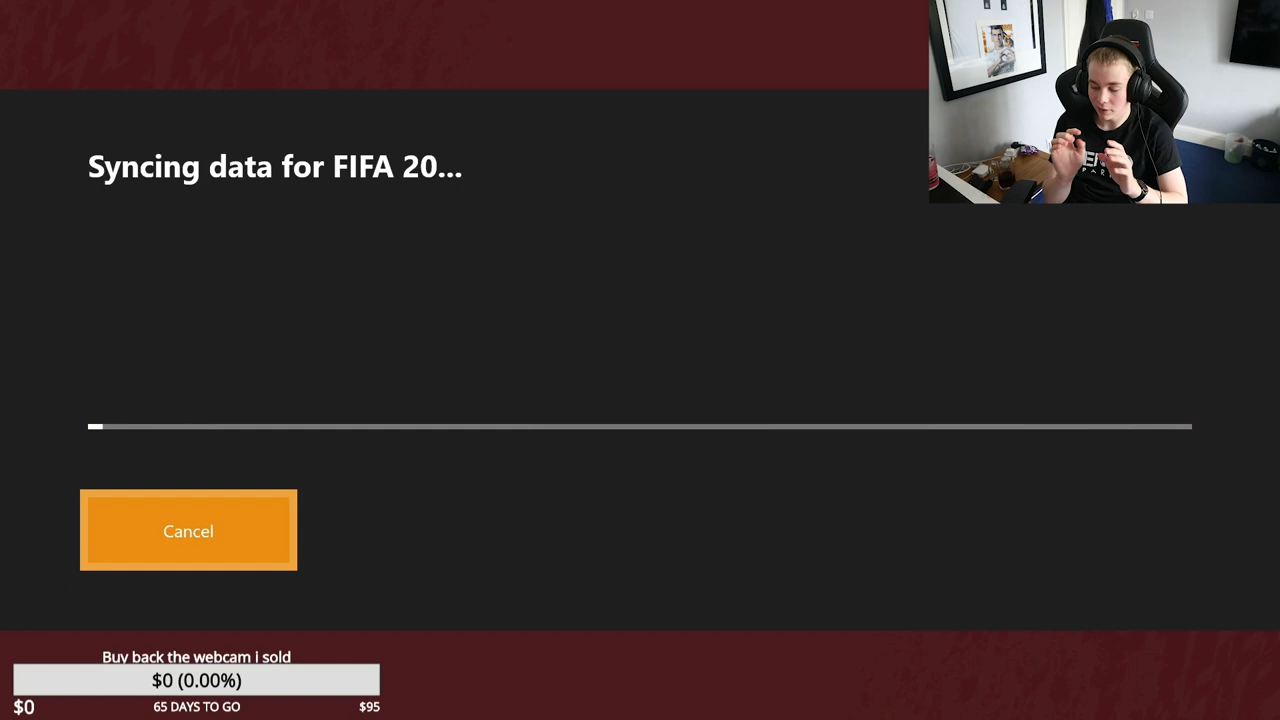 Syncing data for FIFA 20...
Cancel
Buy back the webcam i sold
$0 (0.00%)
$0 65 DAYS TO GO $95